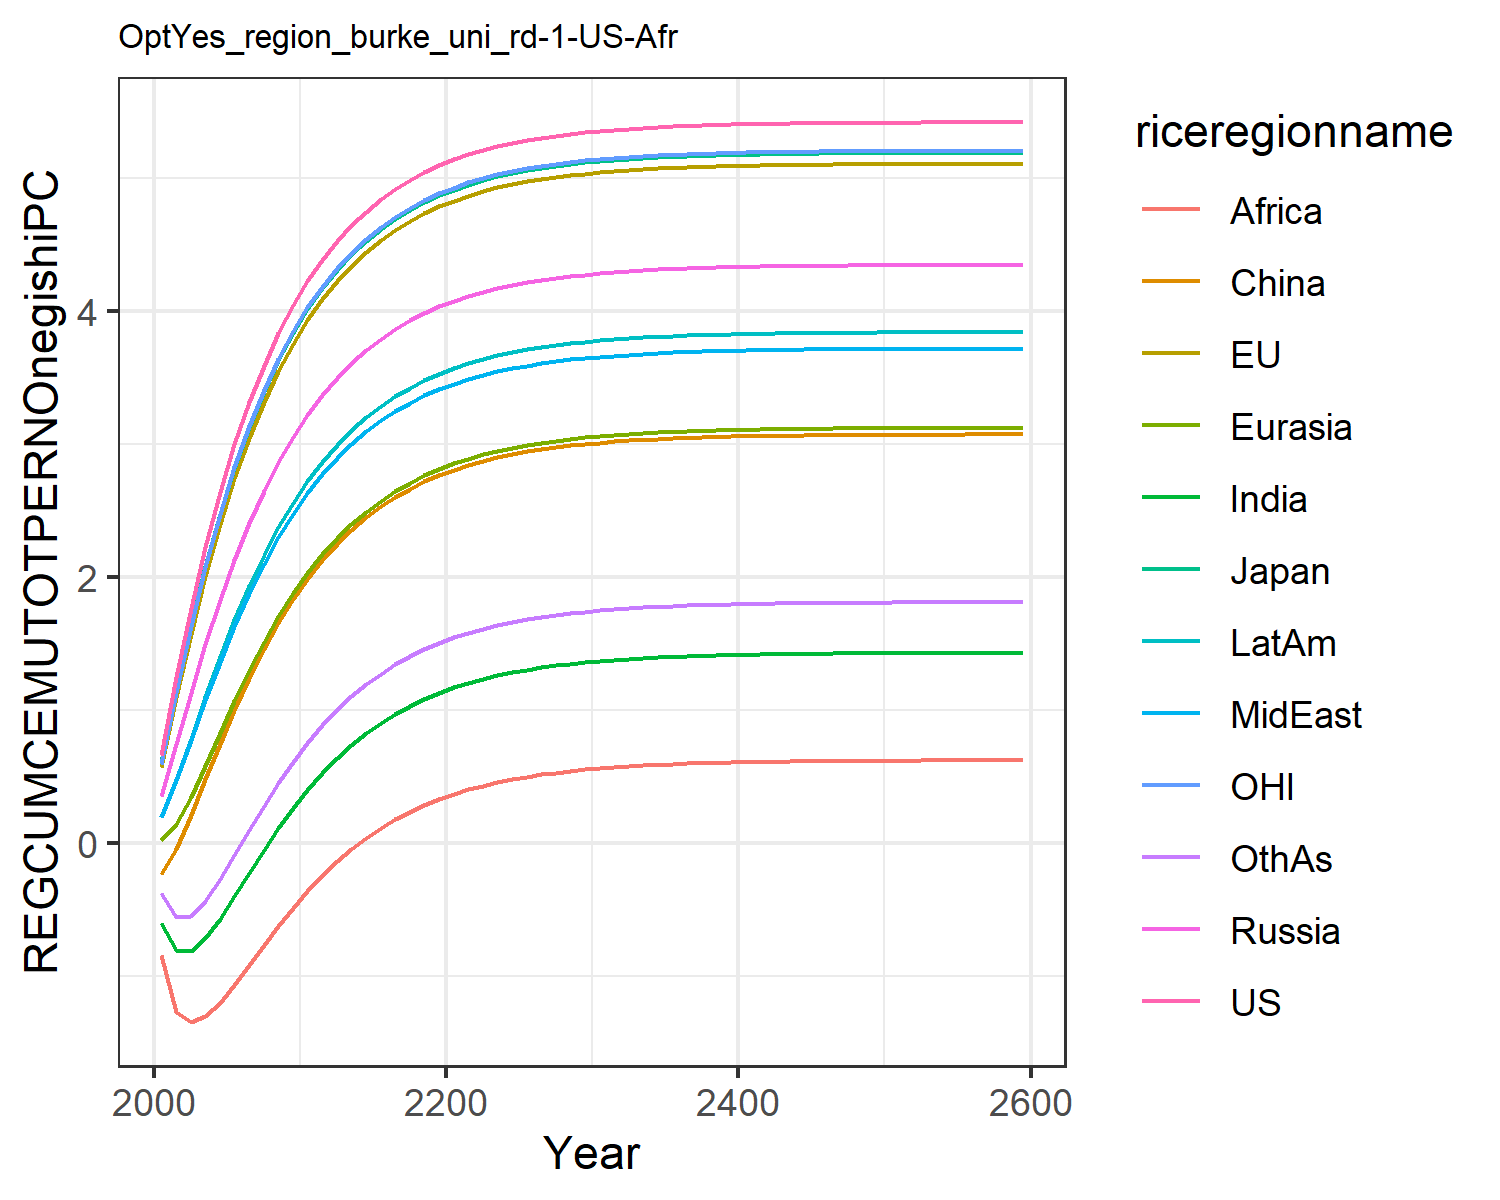 OptYes_region_burke_uni_rd-1-US-Afr
REGCUMCEMUTOTPERNOnegishiPC
4
2
0
2000
2200
2400
2600
Year
riceregionname
Africa
China
EU
Eurasia
India
Japan
LatAm
MidEast
OHI
OthAs
Russia
US